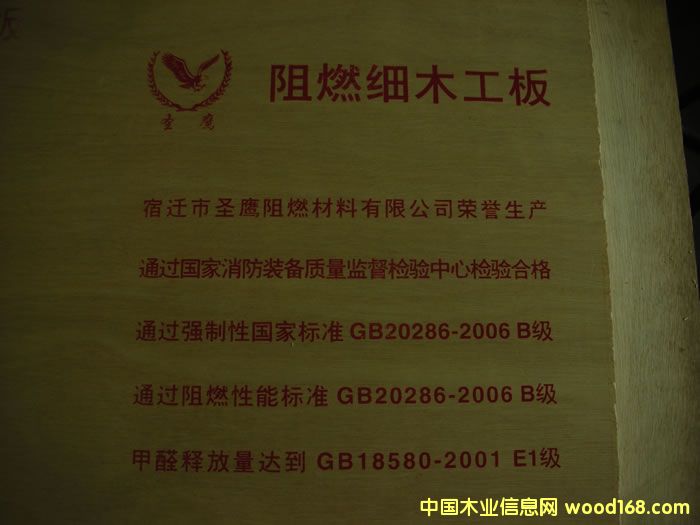 板
阻燃细木工板
圣鹰
宿迁市圣鹰阻燃材料有限公司荣誉生产
通过国家消防装备质量监督检验中心检验合格
通过强制性国家标准 GB20286-2006 B级
通过阻燃性能标准 GB20286-2006 B级
甲醛释放量达到 GB18580-2001 E1级
中国木业信息网 wood168.com